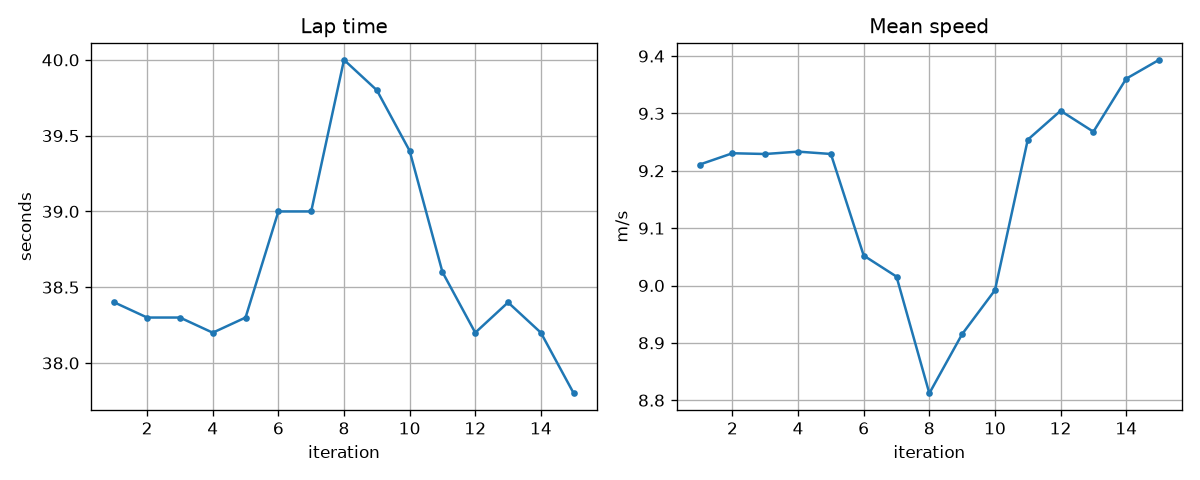 Lap time
40.0
39.5
39.0
38.5
38.0
seconds
2 4 6 8 10 12 14
iteration
Mean speed
9.4
9.3
9.2
9.1
9.0
8.9
8.8
m/s
2 4 6 8 10 12 14
iteration